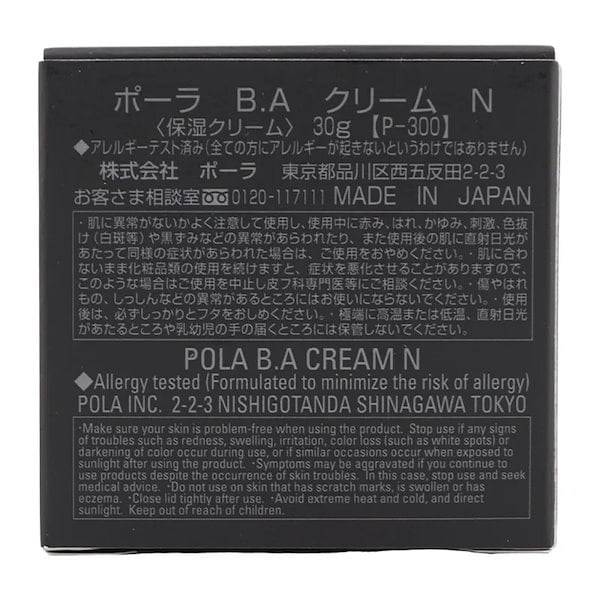 ポーラ B.A クリーム N
〈保湿クリーム〉 30g 【P-300】
◆アレルギーテスト済み(全ての方にアレルギーが起きないというわけではありません)
株式会社 ポーラ 東京都品川区西五反田2-2-3
お客さま相談室 0120-117111 MADE IN JAPAN
・肌に異常がないかよく注意して使用し、使用中に赤み、はれ、かゆみ、刺激、色抜
け(白斑等)や黒ずみなどの異常があらわれたり、また使用後の肌に直射日光が
あたって同様の症状があらわれた場合は、ご使用をおやめください。・肌に合わ
ないまま化粧品類の使用を続けますと、症状を悪化させることがありますので、
このような場合はご使用を中止し皮フ科専門医等にご相談ください。・傷やはれ
もの、しっしんなどの異常があるところにはお使いにならないでください。・使用
後は、必ずしっかりとフタをおしめください。・極端に高温または低温、直射日光が
あたるところや乳幼児の手の届くところには保管しないでください。
POLA B.A CREAM N
◆Allergy tested (Formulated to minimize the risk of allergy)
POLA INC. 2-2-3 NISHIGOTANDA SHINAGAWA TOKYO
・Make sure your skin is problem-free when using the product. Stop use if any signs
of troubles such as redness, swelling, irritation, color loss (such as white spots) or
darkening of color occur during use, or if similar occasions occur when exposed to
sunlight after using the product. ・Symptoms may be aggravated if you continue to
use products despite the occurrence of skin troubles. In this case, stop use and seek
medical advice. ・Do not use on skin that has scratch marks, is swollen or has
eczema. ・Close lid tightly after use. ・Avoid extreme heat and cold, and direct
sunlight. Keep out of reach of children.